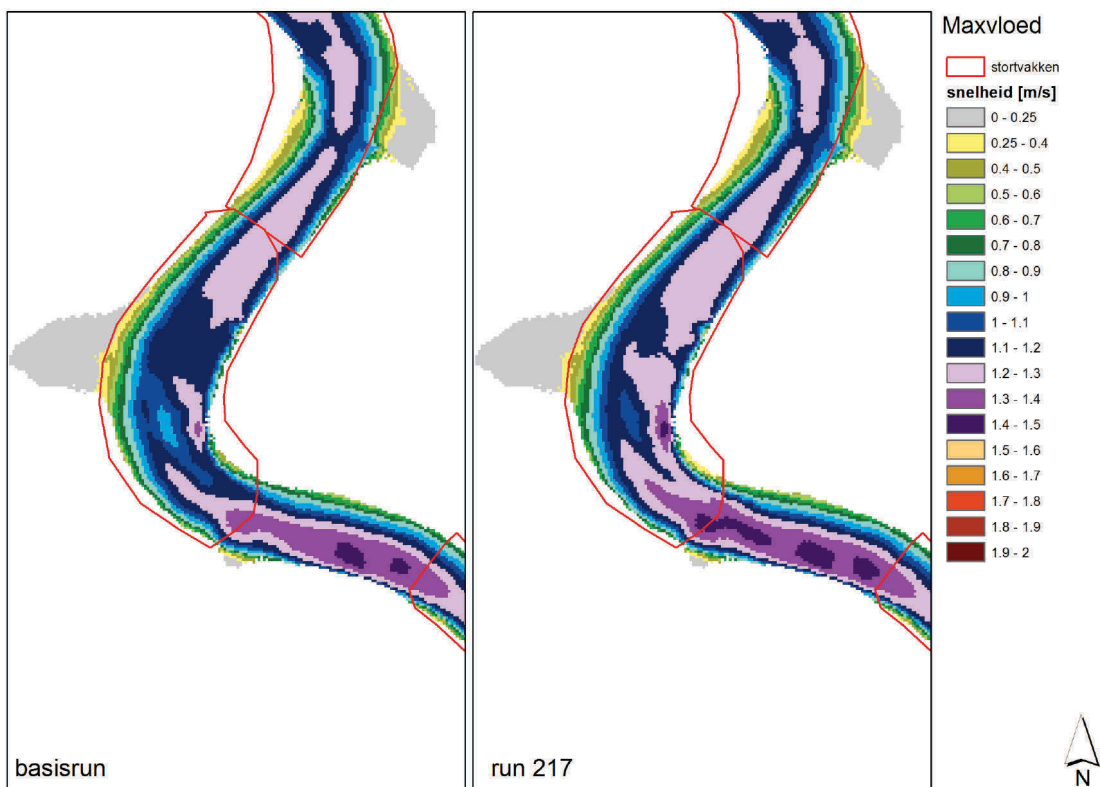 Maxvloed
stortvakken
snelheid [m/s]
0 - 0.25
0.25 - 0.4
0.4 - 0.5
0.5 - 0.6
0.6 - 0.7
0.7 - 0.8
0.8 - 0.9
0.9 - 1
1 - 1.1
1.1 - 1.2
1.2 - 1.3
1.3 - 1.4
1.4 - 1.5
1.5 - 1.6
1.6 - 1.7
1.7 - 1.8
1.8 - 1.9
1.9 - 2
basisrun
run 217
N